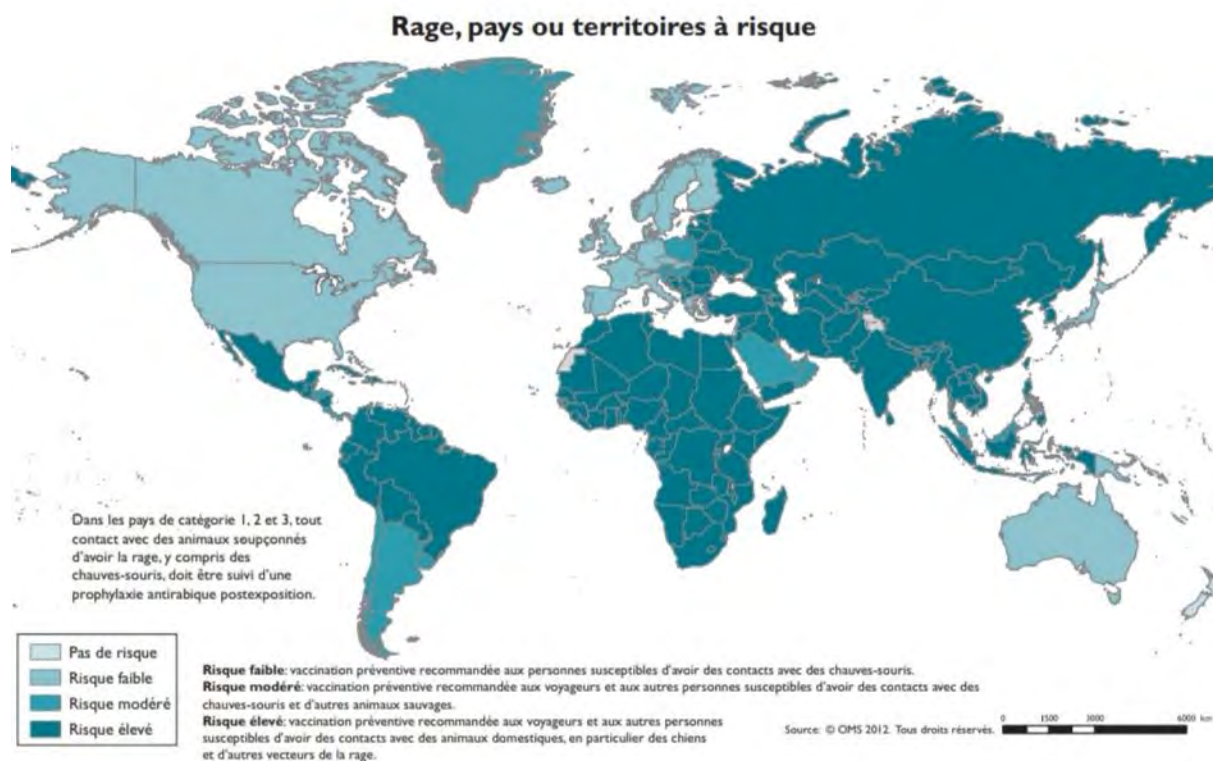 Rage, pays ou territoires à risque
Dans les pays de catégorie 1, 2 et 3, tout
contact avec des animaux soupçonnés
d'avoir la rage, y compris des
chauves-souris, doit être suivi d'une
prophylaxie antirabique postexposition.
Pas de risque
Risque faible
Risque modéré
Risque élevé
Risque faible: vaccination préventive recommandée aux personnes susceptibles d'avoir des contacts avec des chauves-souris.
Risque modéré: vaccination préventive recommandée aux voyageurs et aux autres personnes susceptibles d'avoir des contacts avec des
chauves-souris et d'autres animaux sauvages.
Risque élevé: vaccination préventive recommandée aux voyageurs et aux autres personnes
susceptibles d'avoir des contacts avec des animaux domestiques, en particulier des chiens
et d'autres vecteurs de la rage.
Source: © OMS 2012. Tous droits réservés.
0 1500 3000 6000 km